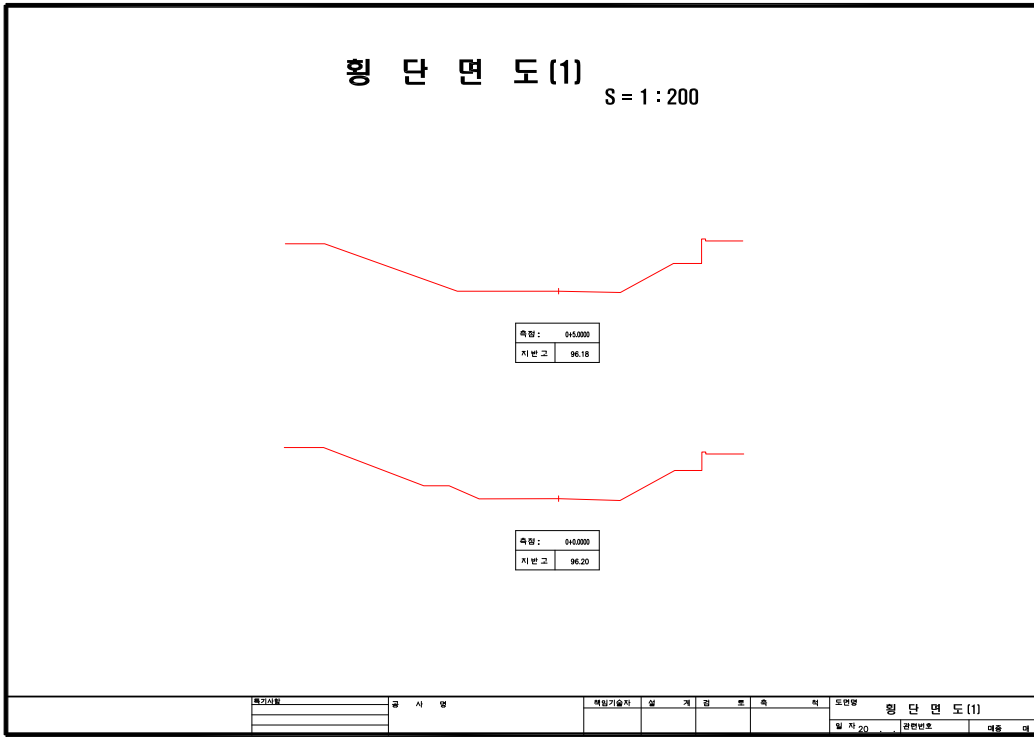 횡 단 면 도(1)
S = 1 : 200
측점 : 0+5.0000
지 반 고 96.18
측점 : 0+0.0000
지 반 고 96.20
특기사항
공 사 명
책임기술자 설 계 검 토 축 척
도면명
횡 단 면 도(1)
일 자 20 . . 관련번호 매중 매